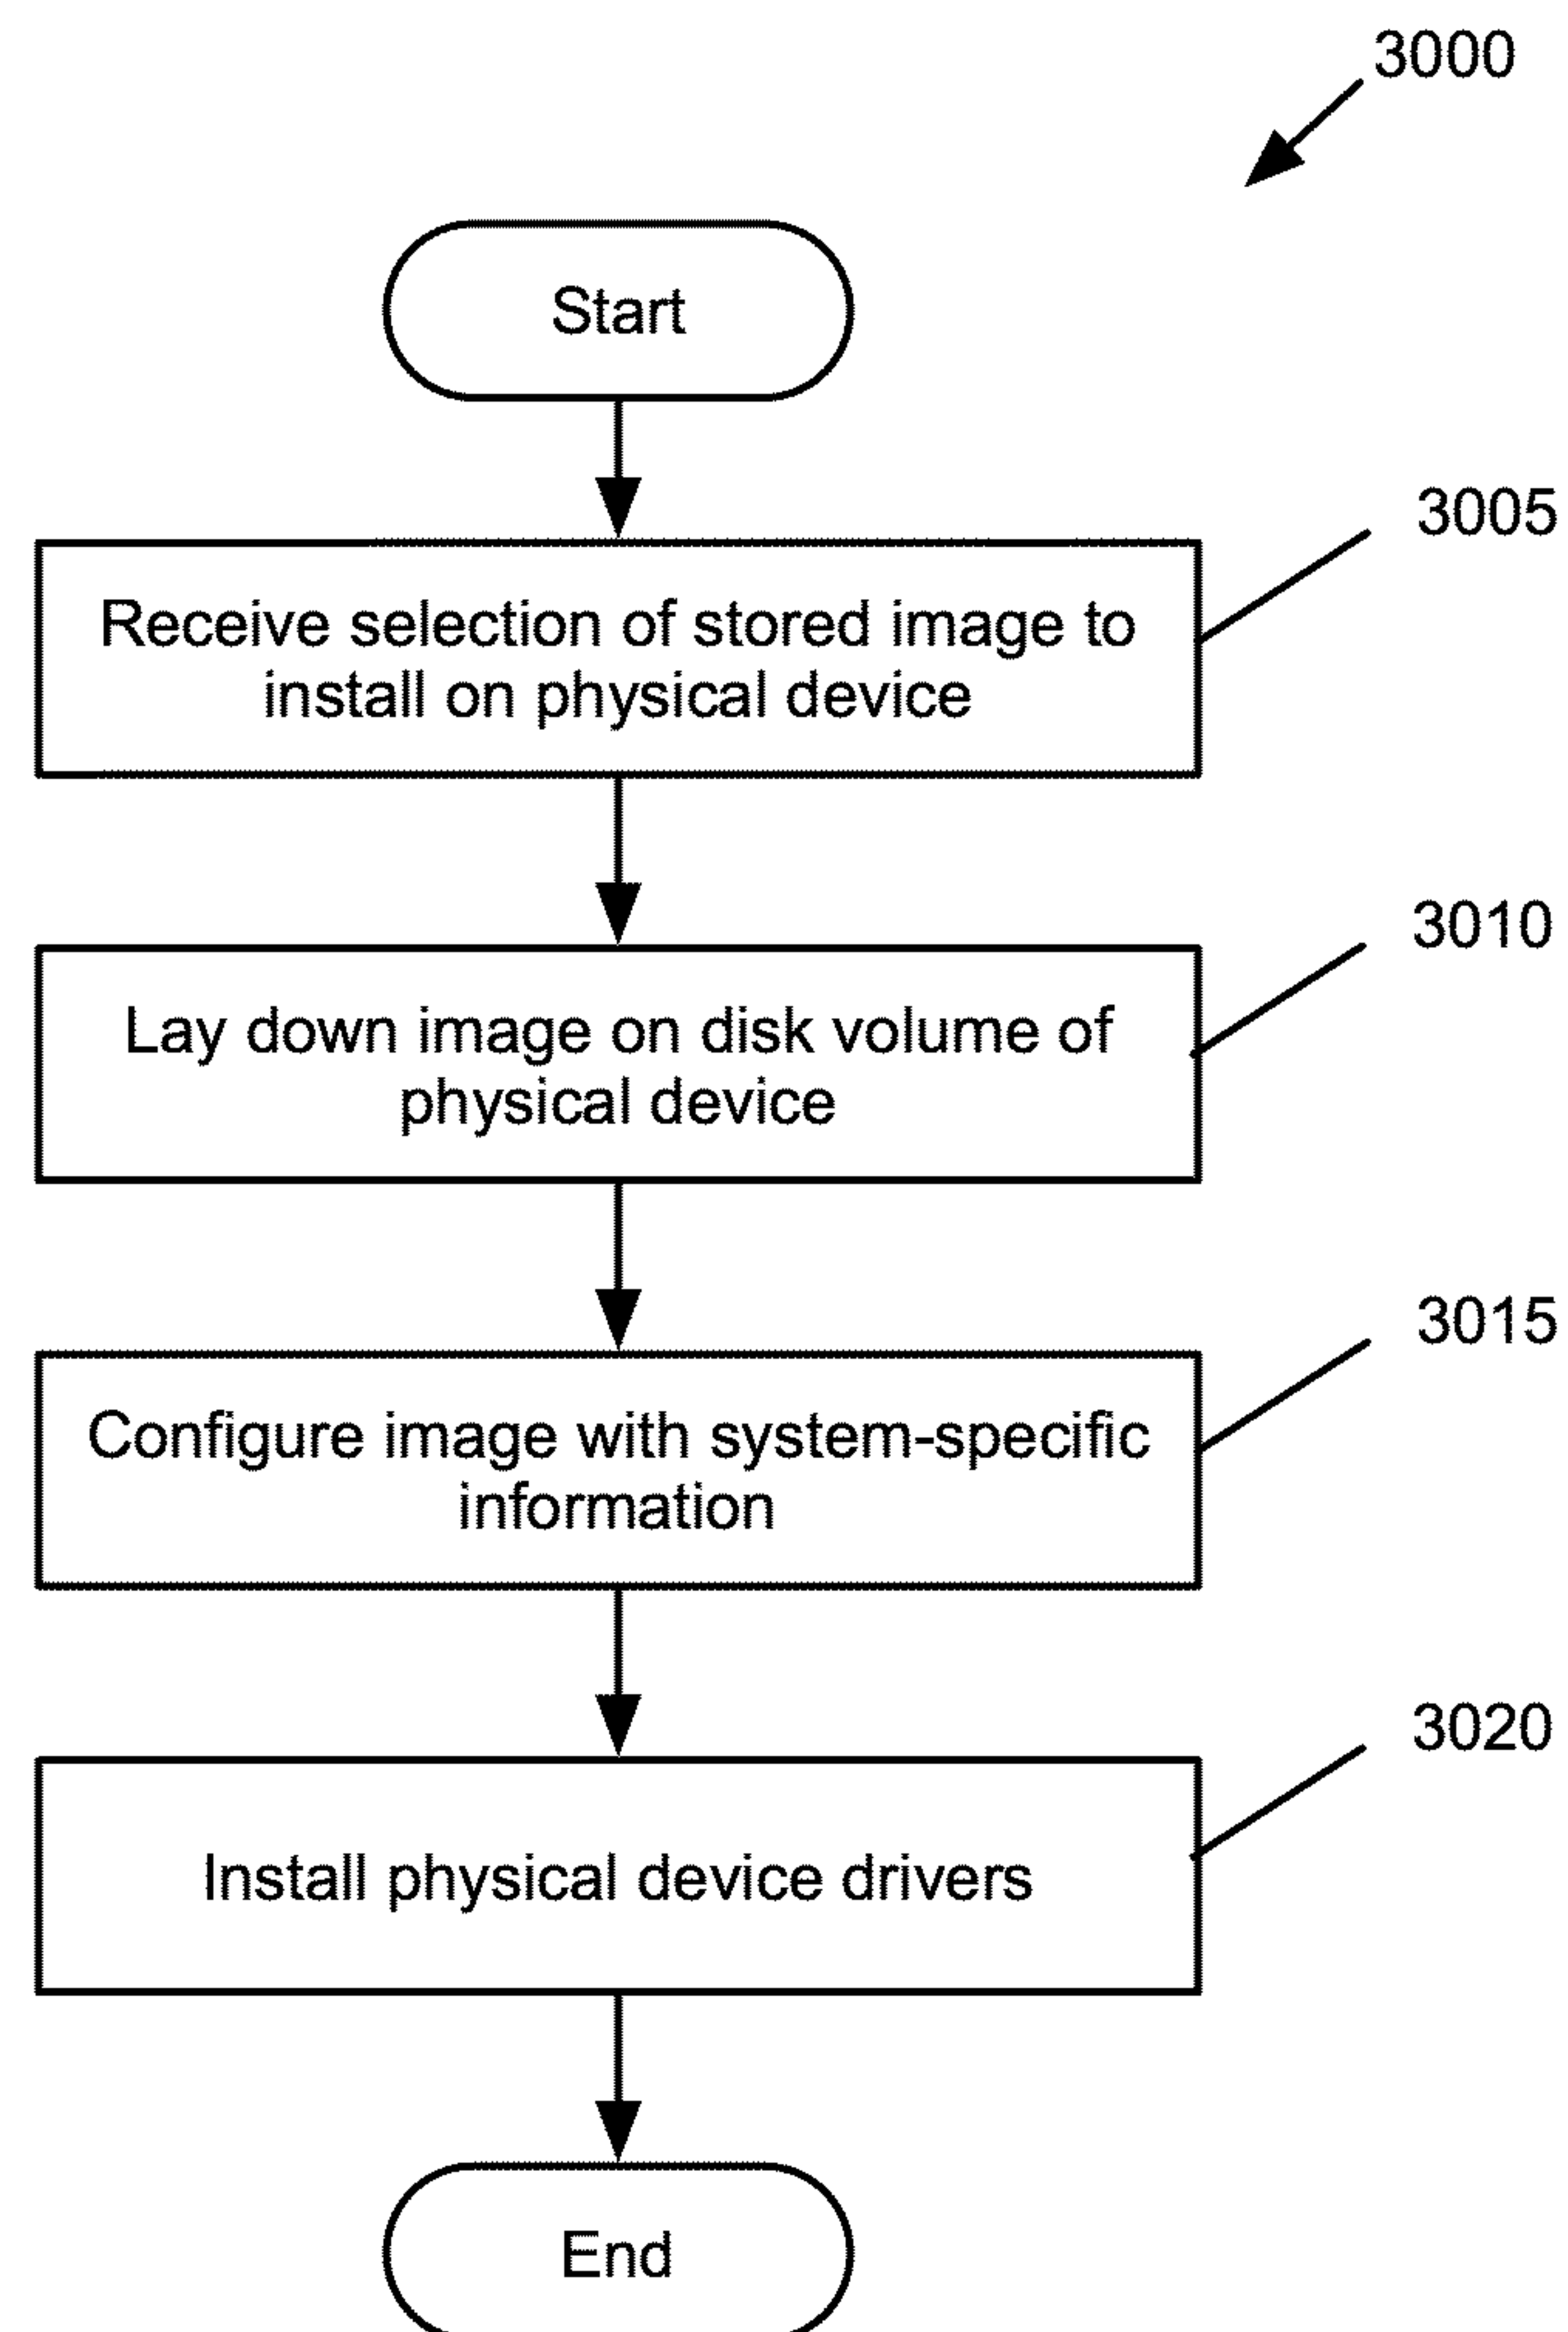 3000
Start
3005
Receive selection of stored image to
install on physical device
3010
Lay down image on disk volume of
physical device
3015
Configure image with system-specific
information
3020
Install physical device drivers
End